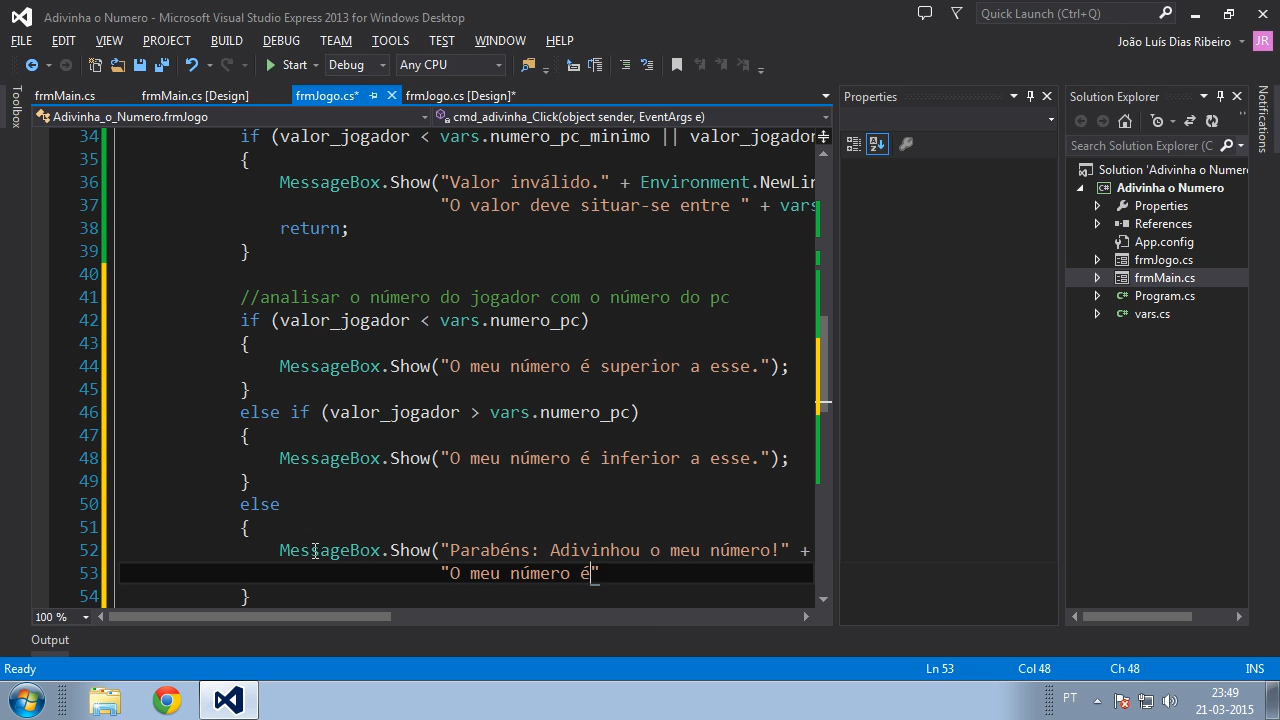 Adivinha o Numero - Microsoft Visual Studio Express 2013 for Windows Desktop
Quick Launch (Ctrl+Q)
FILE EDIT VIEW PROJECT BUILD DEBUG TEAM TOOLS TEST WINDOW HELP
João Luís Dias Ribeiro JR
Start Debug Any CPU
Toolbox
frmMain.cs frmMain.cs [Design] frmJogo.cs* frmJogo.cs [Design]*
Adivinha_o_Numero.frmJogo cmd_adivinha_Click(object sender, EventArgs e)
34 if (valor_jogador < vars.numero_pc_minimo || valor_jogador
35 {
36 MessageBox.Show("Valor inválido." + Environment.NewLin
37 "O valor deve situar-se entre " + vars
38 return;
39 }
40
41 //analisar o número do jogador com o número do pc
42 if (valor_jogador < vars.numero_pc)
43 {
44 MessageBox.Show("O meu número é superior a esse.");
45 }
46 else if (valor_jogador > vars.numero_pc)
47 {
48 MessageBox.Show("O meu número é inferior a esse.");
49 }
50 else
51 {
52 MessageBox.Show("Parabéns: Adivinhou o meu número!" +
53 "O meu número é"
54 }
100 %
Properties
Solution Explorer
Search Solution Explorer (C
Solution 'Adivinha o Numero
Adivinha o Numero
Properties
References
App.config
frmJogo.cs
frmMain.cs
Program.cs
vars.cs
Notifications
Output
Ready Ln 53 Col 48 Ch 48 INS
PT 23:49
21-03-2015